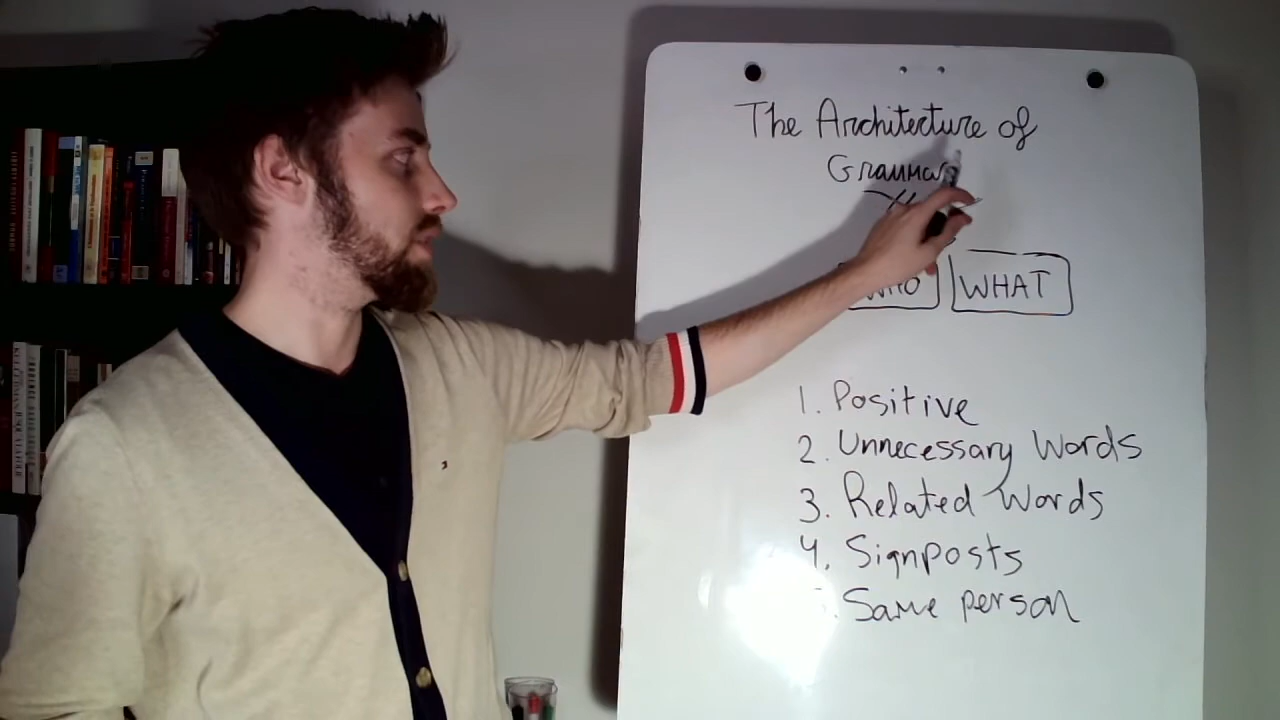 The Architecture of
Grammar
WHO WHAT
1. Positive
2. Unnecessary Words
3. Related Words
4. Signposts
5. Same person